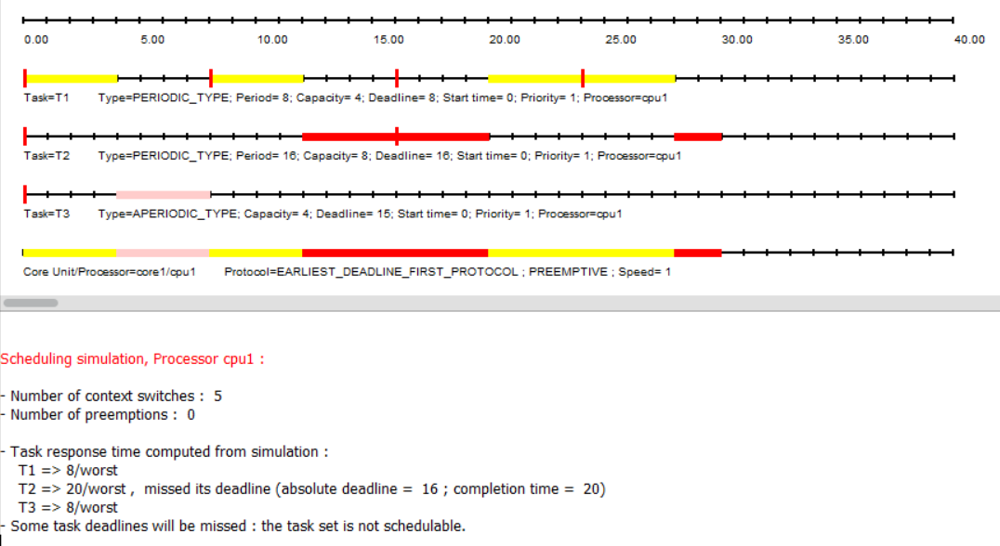 0.00 5.00 10.00 15.00 20.00 25.00 30.00 35.00 40.00
Task=T1 Type=PERIODIC_TYPE; Period= 8; Capacity= 4; Deadline= 8; Start time= 0; Priority= 1; Processor=cpu1
Task=T2 Type=PERIODIC_TYPE; Period= 16; Capacity= 8; Deadline= 16; Start time= 0; Priority= 1; Processor=cpu1
Task=T3 Type=APERIODIC_TYPE; Capacity= 4; Deadline= 15; Start time= 0; Priority= 1; Processor=cpu1
Core Unit/Processor=core1/cpu1 Protocol=EARLIEST_DEADLINE_FIRST_PROTOCOL ; PREEMPTIVE ; Speed= 1
Scheduling simulation, Processor cpu1 :
- Number of context switches : 5
- Number of preemptions : 0
- Task response time computed from simulation :
T1 => 8/worst
T2 => 20/worst , missed its deadline (absolute deadline = 16 ; completion time = 20)
T3 => 8/worst
- Some task deadlines will be missed : the task set is not schedulable.